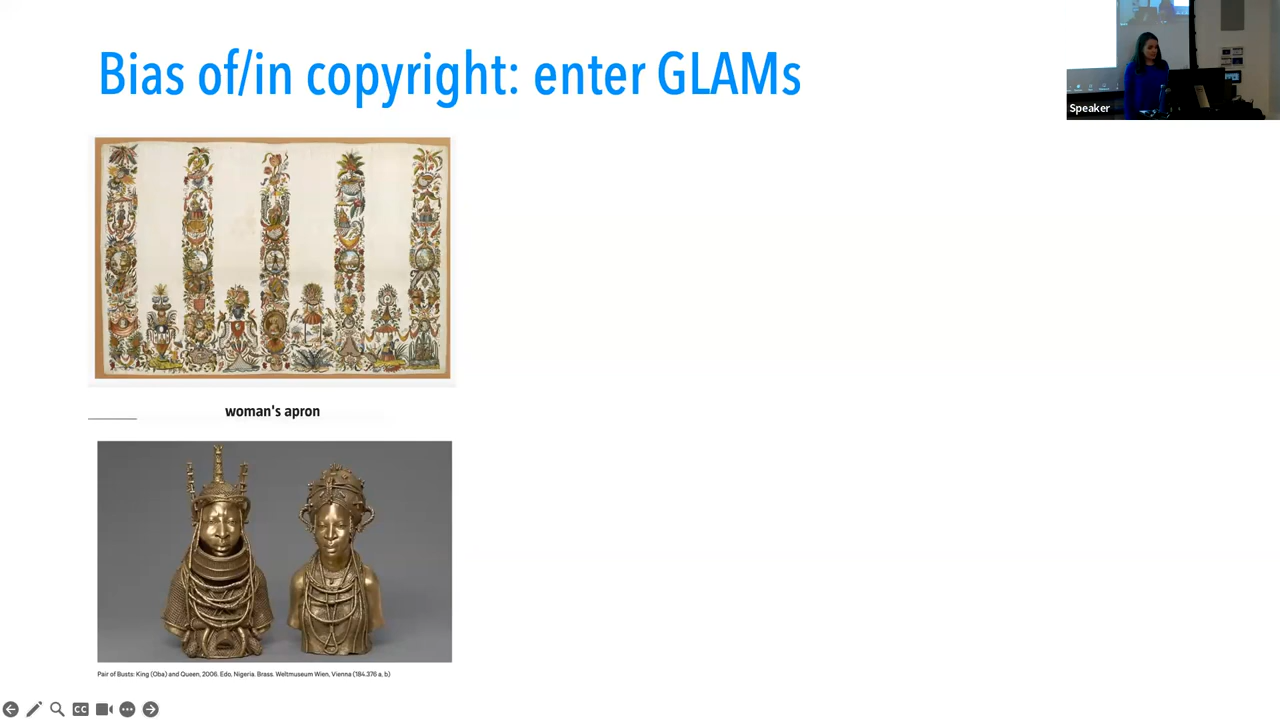 Bias of/in copyright: enter GLAMs
Speaker
woman's apron
Pair of Busts: King (Oba) and Queen, 2006. Edo, Nigeria. Brass. Weltmuseum Wien, Vienna (184.376 a, b)
CC